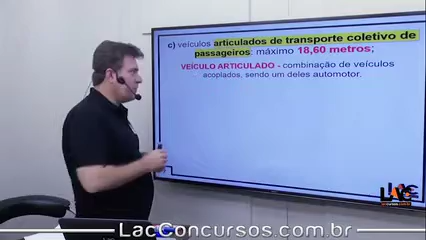 c) veículos articulados de transporte coletivo de
passageiros: máximo 18,60 metros;
VEÍCULO ARTICULADO - combinação de veículos
acoplados, sendo um deles automotor.
LAC
LacConcursos.com.br